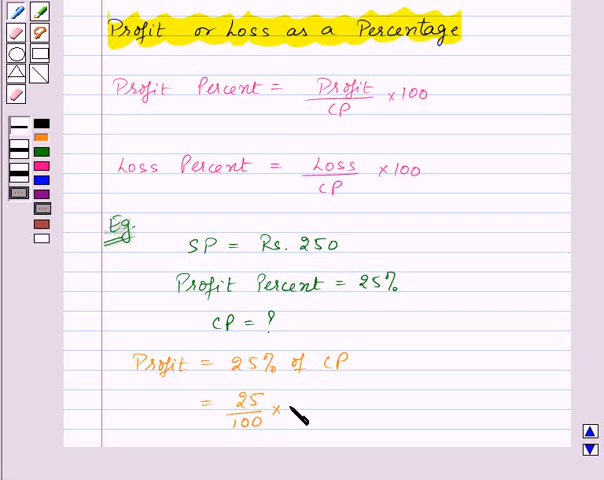 Profit or Loss as a Percentage
Profit Percent = Profit/CP × 100
Loss Percent = Loss/CP × 100
Eg.
SP = Rs. 250
Profit Percent = 25%
CP = ?
Profit = 25% of CP
= 25/100 ×